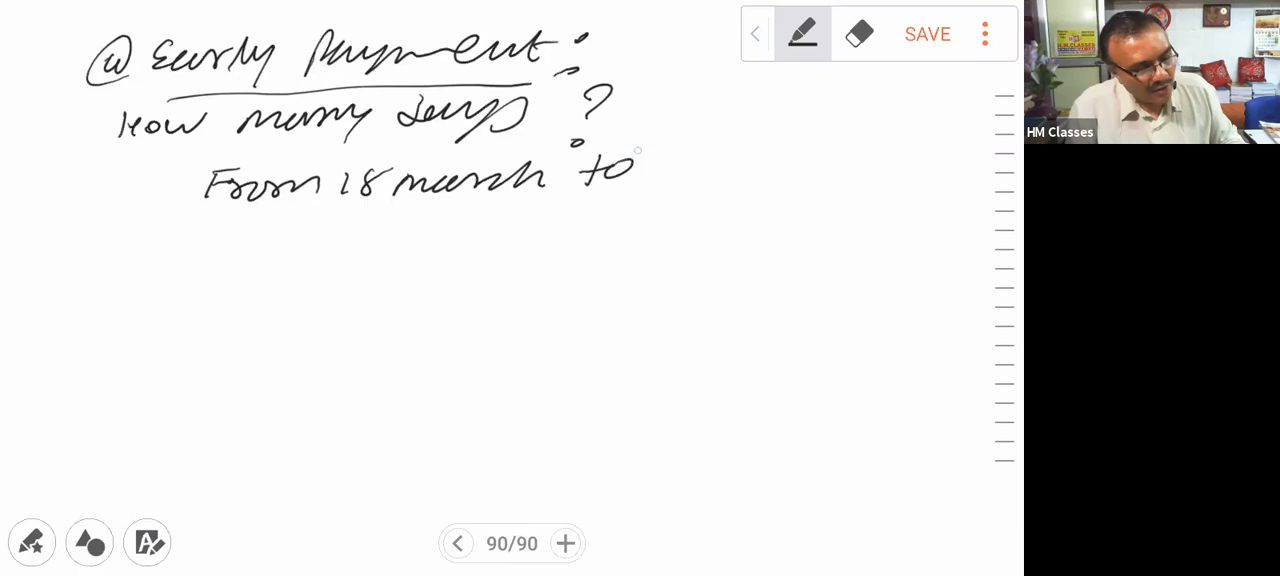 @ Early Payment :
How many days ?
From 18 march to
SAVE
HM Classes
90/90